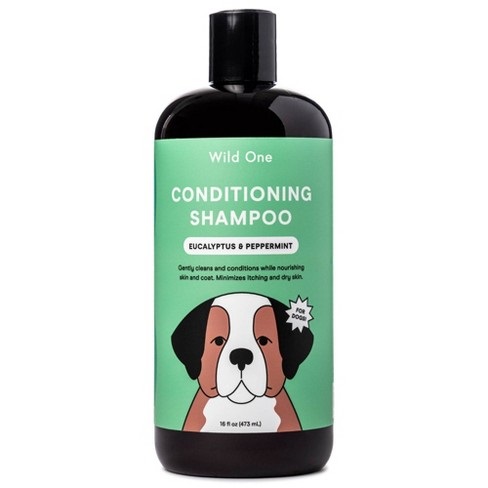 Wild One
CONDITIONING
SHAMPOO
EUCALYPTUS & PEPPERMINT
Gently cleans and conditions while nourishing
skin and coat. Minimizes itching and dry skin.
FOR
DOGS!
16 fl oz (473 mL)